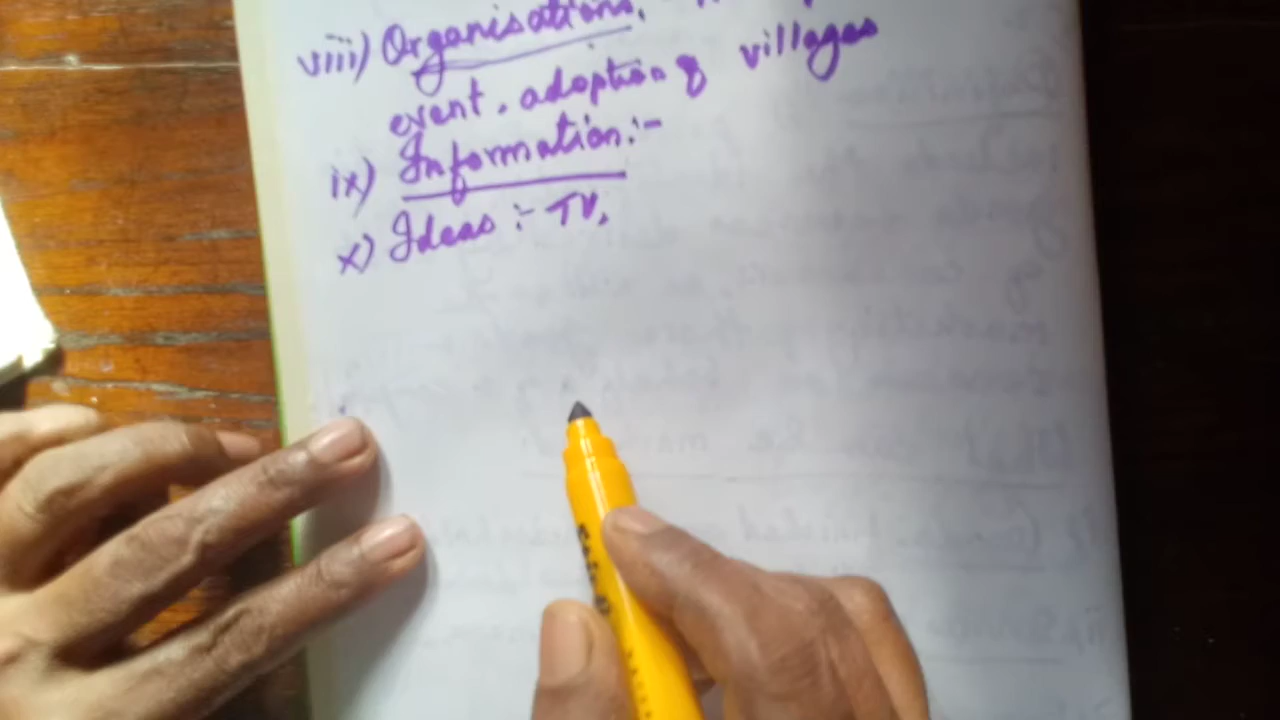 viii) Organisations. -
event. adoption of villages
ix) Information :-
x) Ideas :- TV,